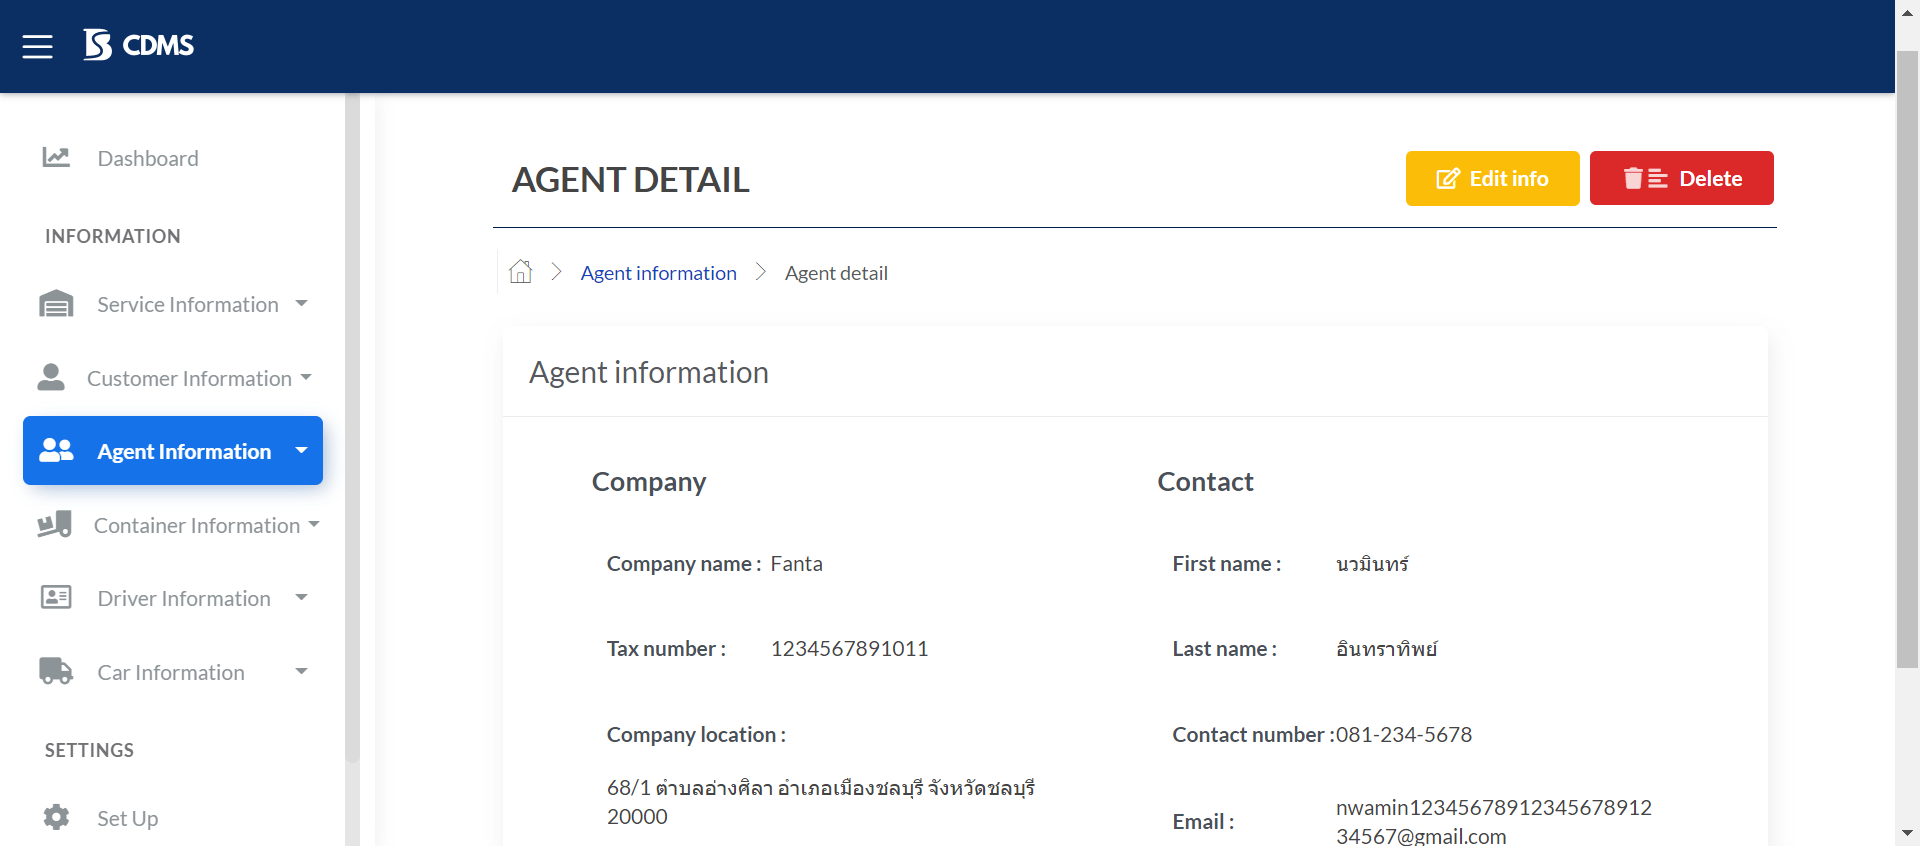 CDMS
Dashboard
INFORMATION
Service Information
Customer Information
Agent Information
Container Information
Driver Information
Car Information
SETTINGS
Set Up
AGENT DETAIL
Edit info
Delete
Agent information
Agent detail
Agent information
Company
Company name : Fanta
Tax number : 1234567891011
Company location :
68/1 ตำบลอ่างศิลา อำเภอเมืองชลบุรี จังหวัดชลบุรี
20000
Contact
First name : นวมินทร์
Last name : อินทราทิพย์
Contact number :081-234-5678
Email : nwamin12345678912345678912
34567@gmail.com